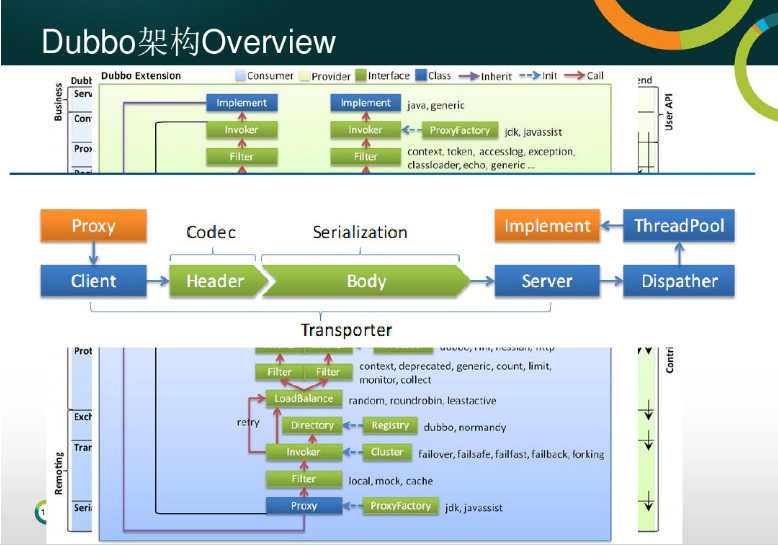 Dubbo架构Overview
Dubbo Extension
Consumer
Provider
Interface
Class
Inherit
Init
Call
Business
User API
Implement
Implement
java, generic
Invoker
Invoker
ProxyFactory
jdk, javassist
Filter
Filter
context, token, accesslog, exception,
classloader, echo, generic ...
Proxy
Codec
Serialization
Implement
ThreadPool
Client
Header
Body
Server
Dispather
Transporter
Filter
Filter
context, deprecated, generic, count, limit,
monitor, collect
LoadBalance
random, roundrobin, leastactive
retry
Directory
Registry
dubbo, normandy
Invoker
Cluster
failover, failsafe, failfast, failback, forking
Filter
local, mock, cache
Remoting
Proxy
ProxyFactory
jdk, javassist
1